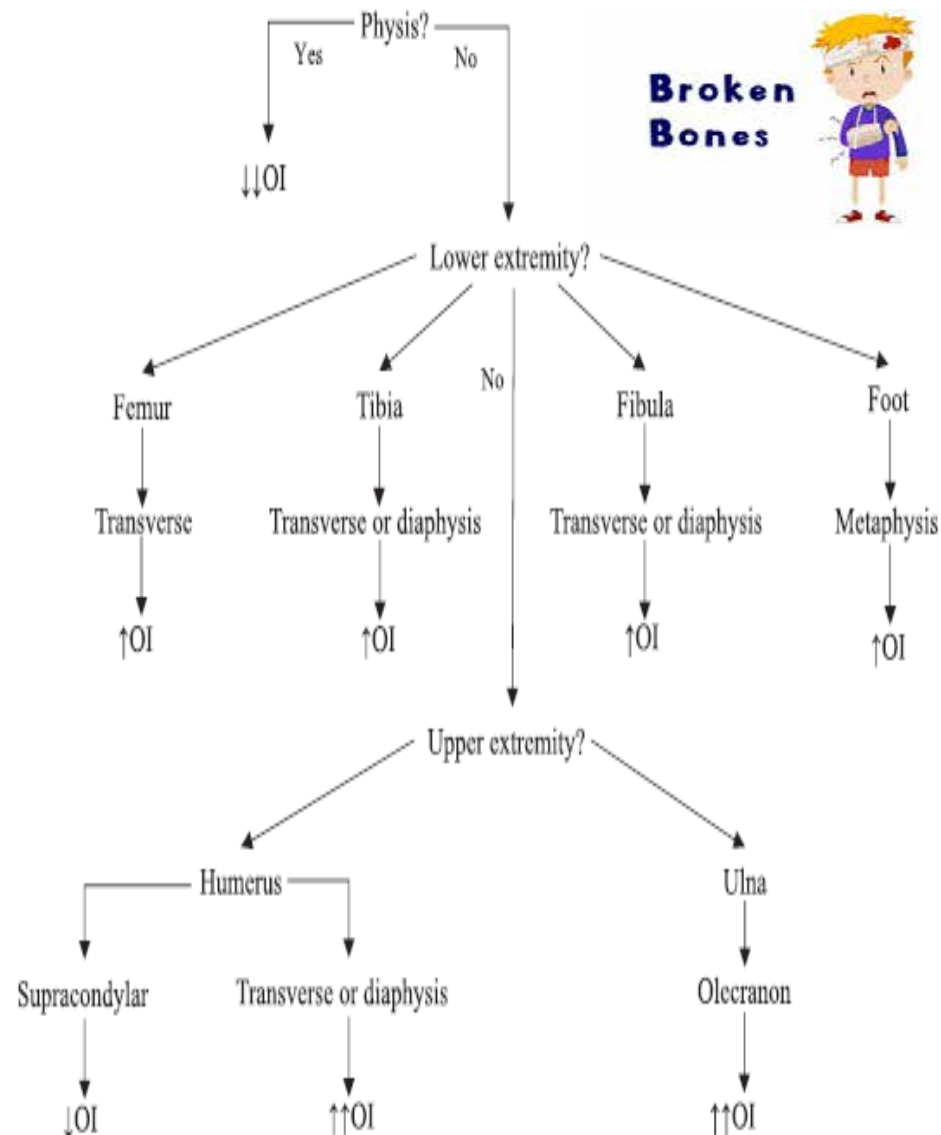 Physis?
Yes
No
Broken
Bones
↓↓OI
Lower extremity?
No
Femur
Tibia
Fibula
Foot
Transverse
Transverse or diaphysis
Transverse or diaphysis
Metaphysis
↑OI
↑OI
↑OI
↑OI
Upper extremity?
Humerus
Ulna
Supracondylar
Transverse or diaphysis
Olecranon
↓OI
↑↑OI
↑↑OI